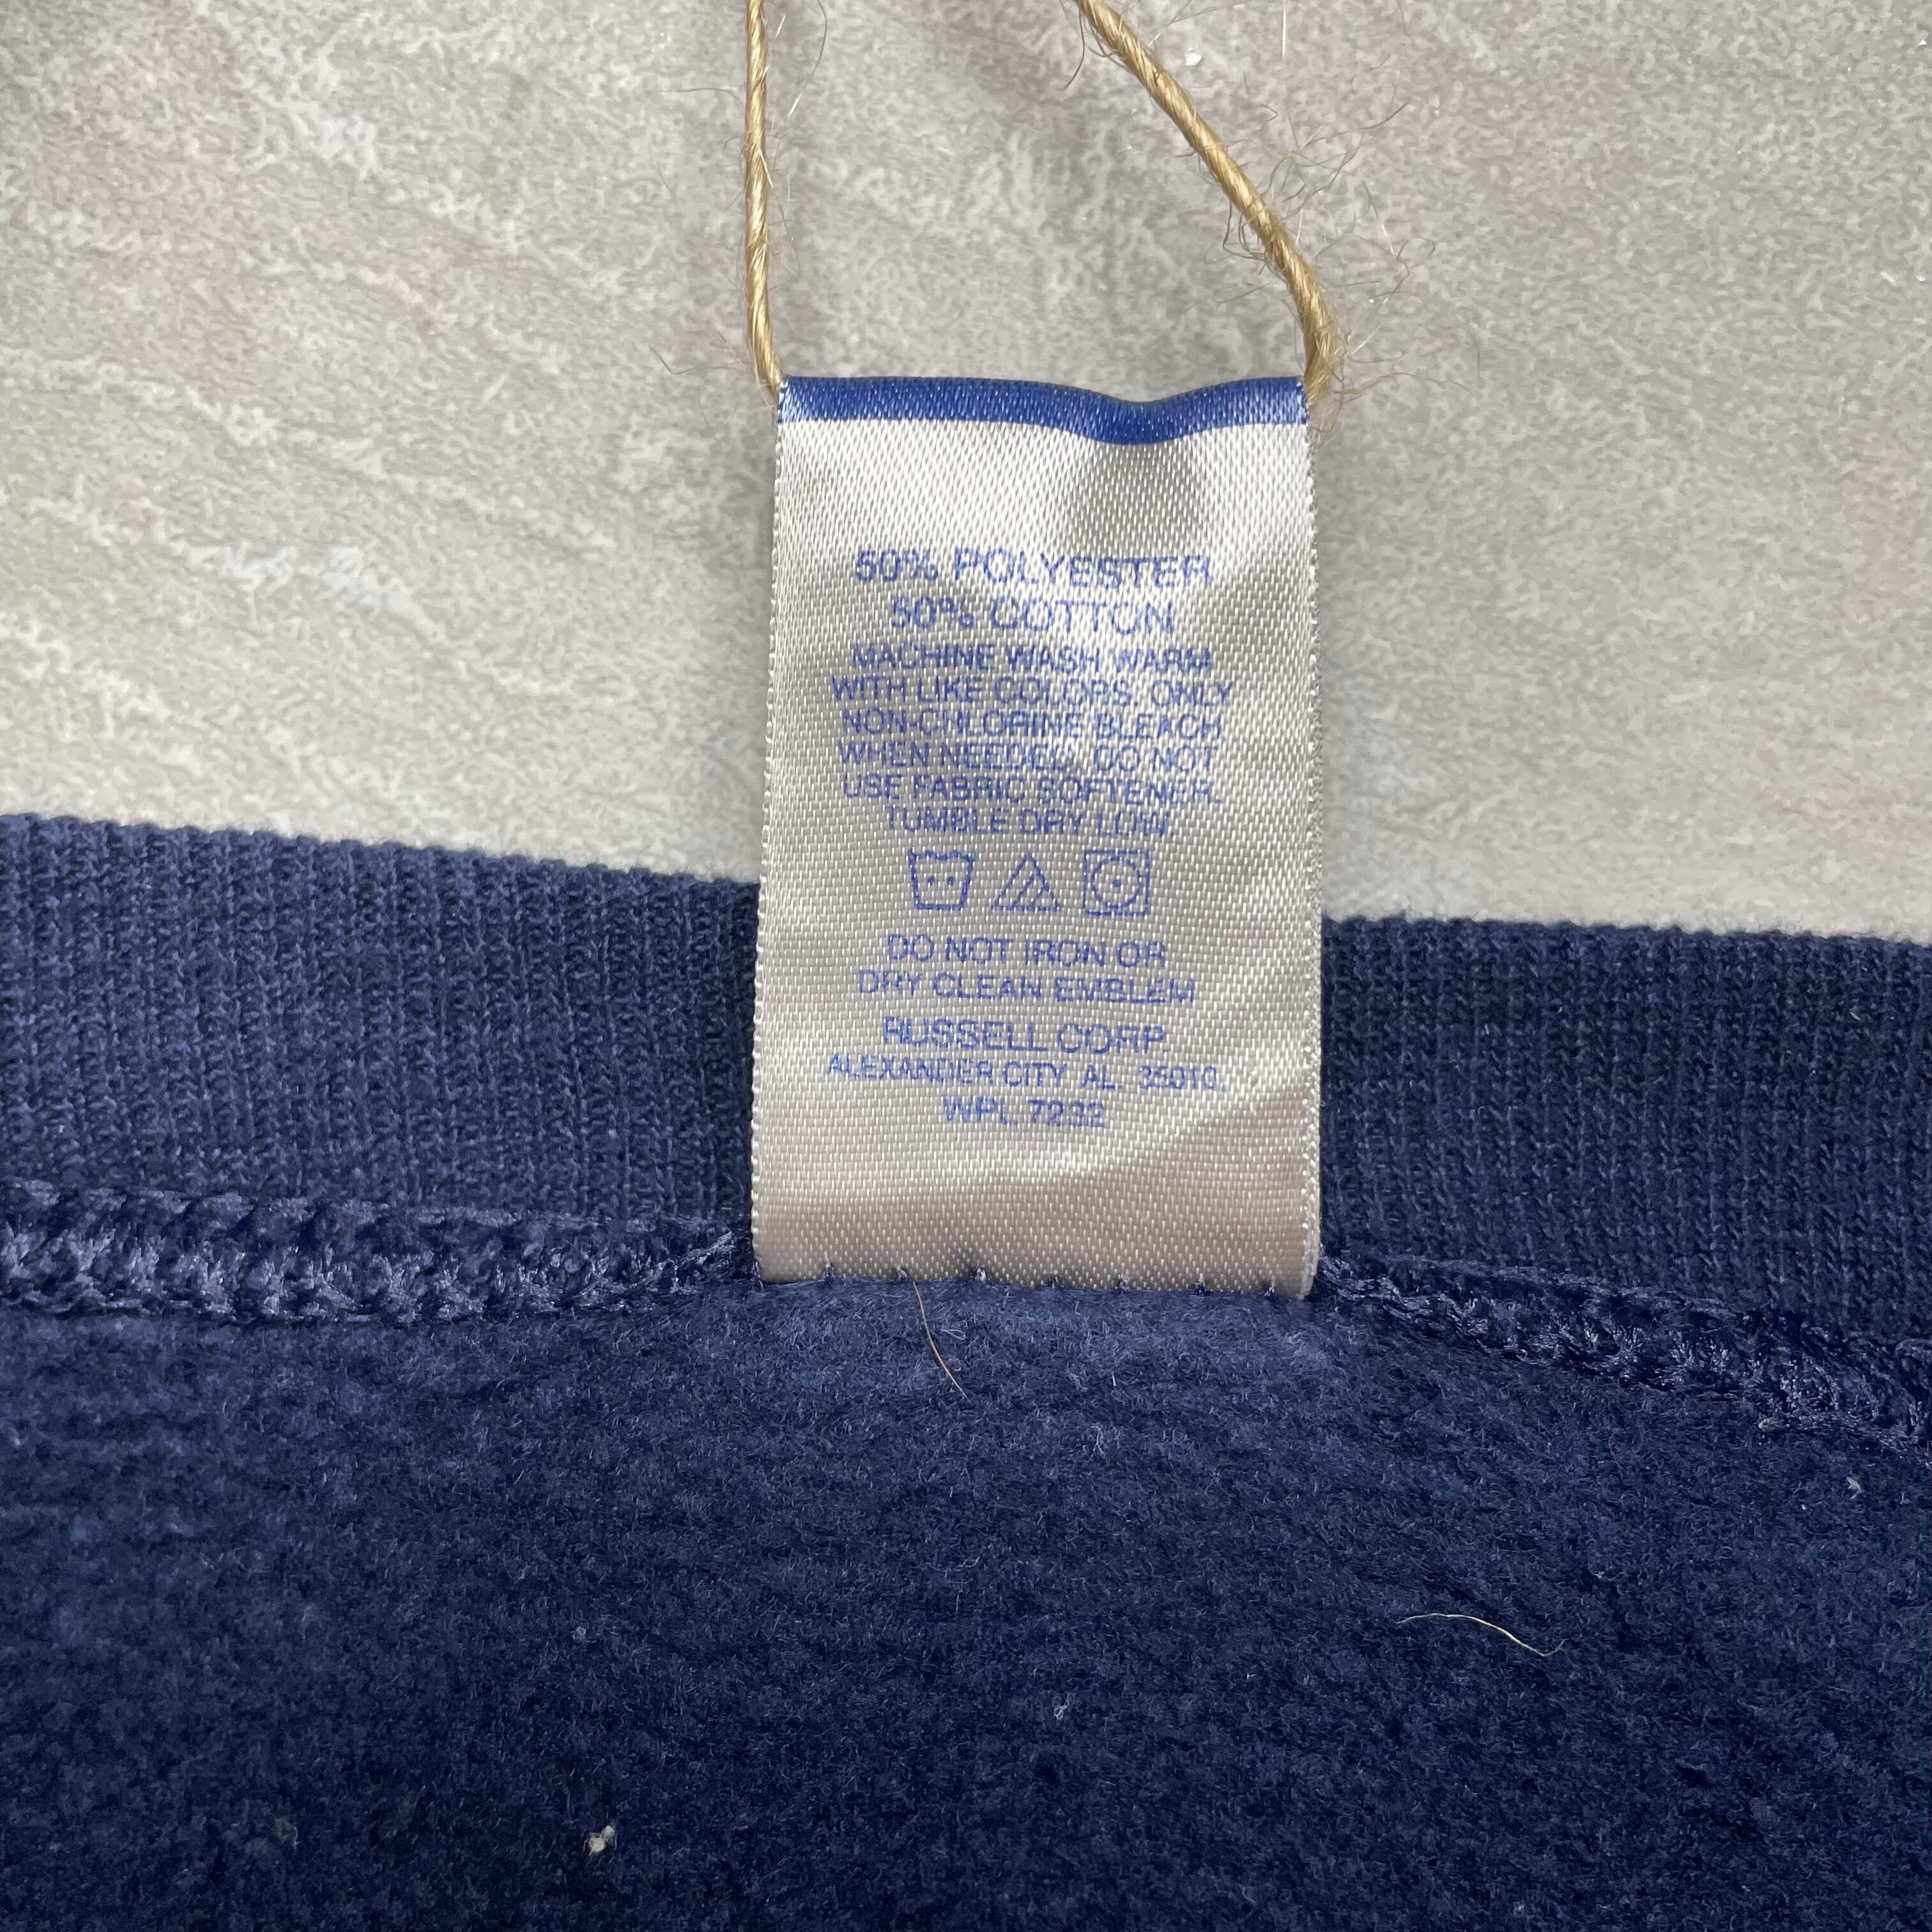 50% POLYESTER
50% COTTON
MACHINE WASH WARM
WITH LIKE COLORS, ONLY
NON-CHLORINE BLEACH
WHEN NEEDED, DO NOT
USE FABRIC SOFTENER.
TUMBLE DRY LOW
DO NOT IRON OR
DRY CLEAN EMBLEM
RUSSELL CORP.
ALEXANDER CITY AL 35010
WPL 7232